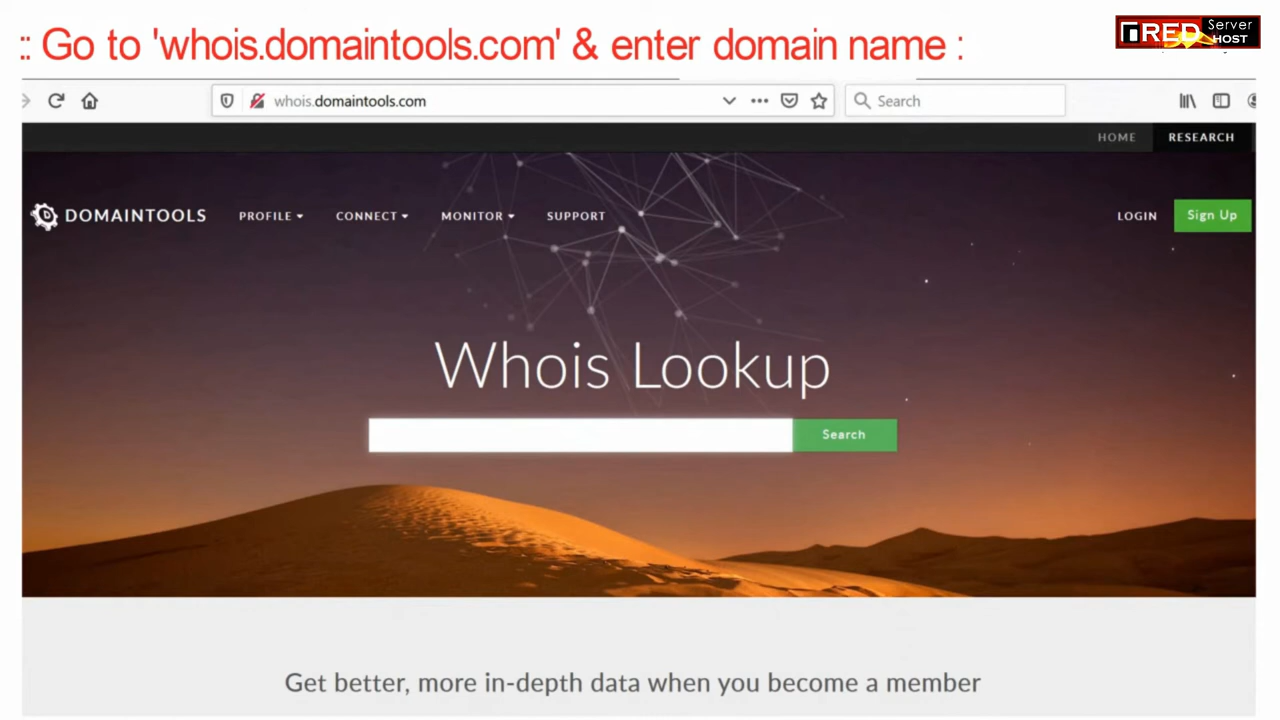 :: Go to 'whois.domaintools.com' & enter domain name :
RED Server HOST
whois.domaintools.com
Search
HOME RESEARCH
DOMAINTOOLS PROFILE CONNECT MONITOR SUPPORT LOGIN Sign Up
Whois Lookup
Search
Get better, more in-depth data when you become a member